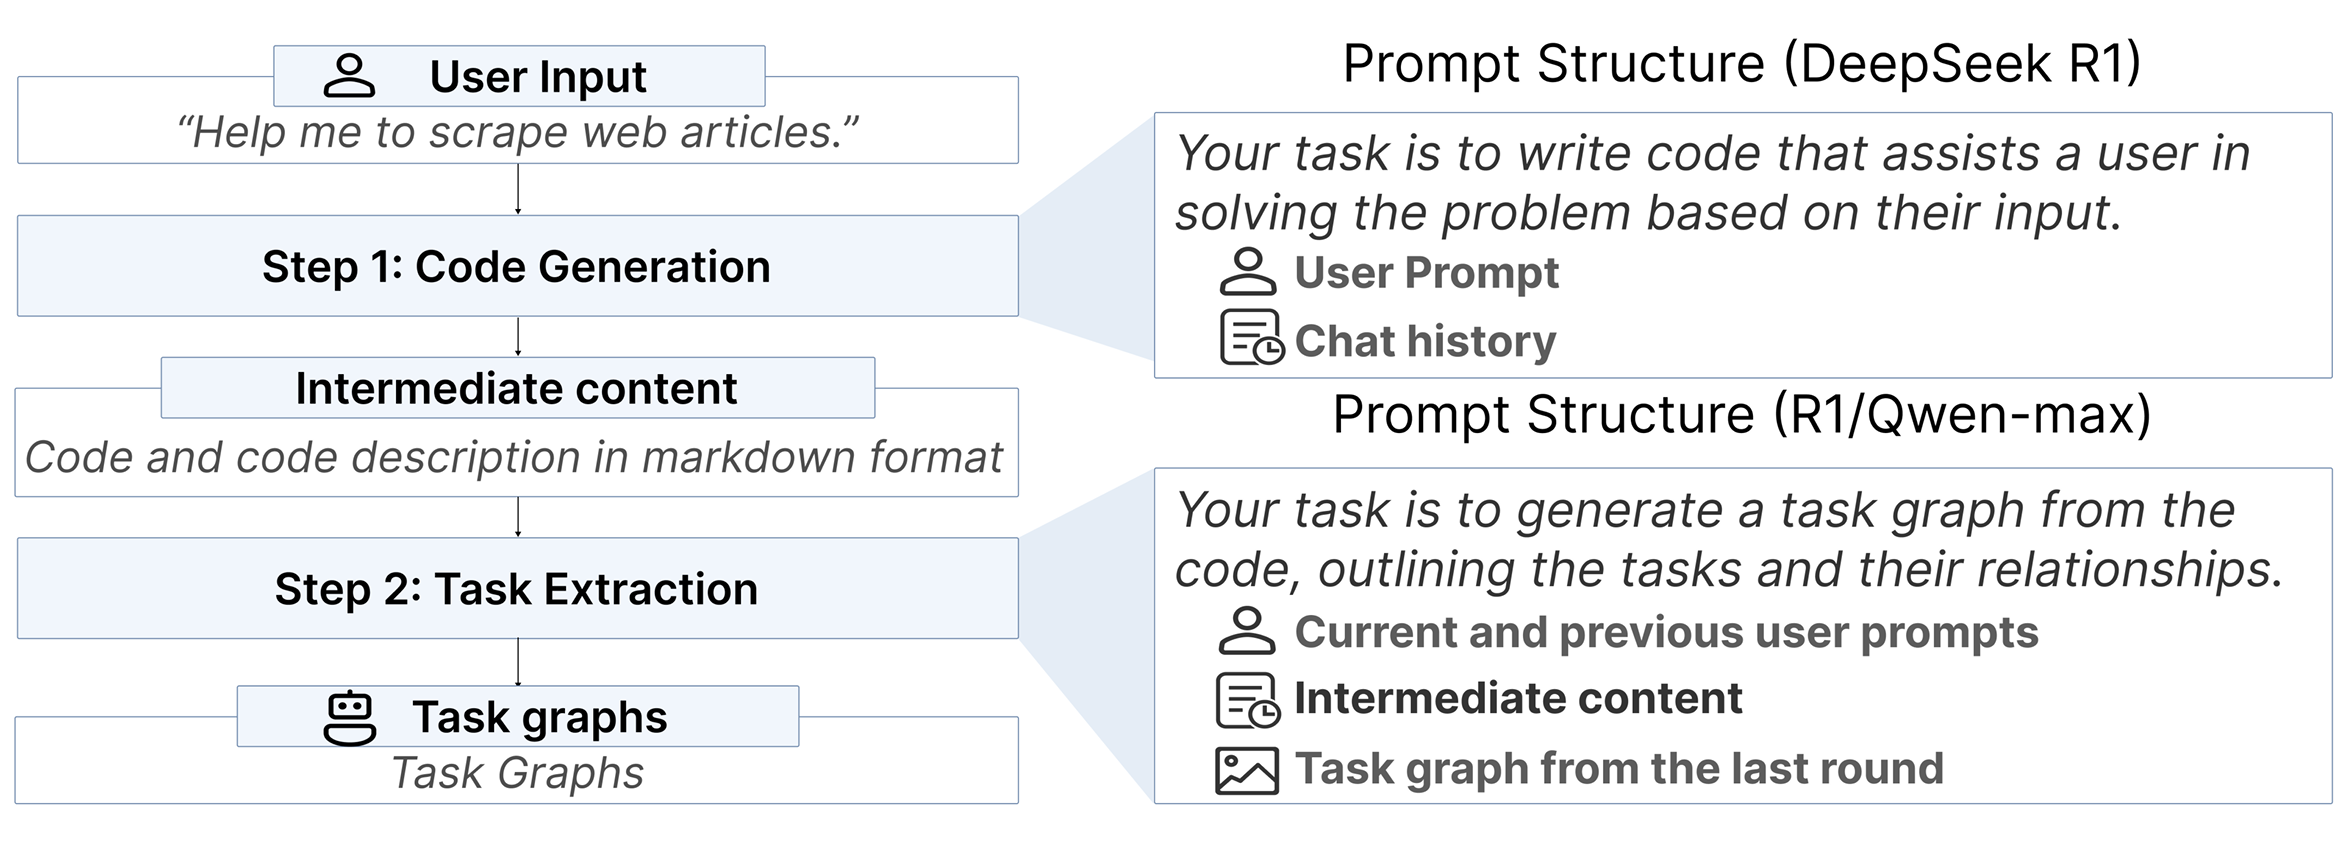 User Input
“Help me to scrape web articles.”
Step 1: Code Generation
Intermediate content
Code and code description in markdown format
Step 2: Task Extraction
Task graphs
Task Graphs
Prompt Structure (DeepSeek R1)
Your task is to write code that assists a user in
solving the problem based on their input.
User Prompt
Chat history
Prompt Structure (R1/Qwen-max)
Your task is to generate a task graph from the
code, outlining the tasks and their relationships.
Current and previous user prompts
Intermediate content
Task graph from the last round